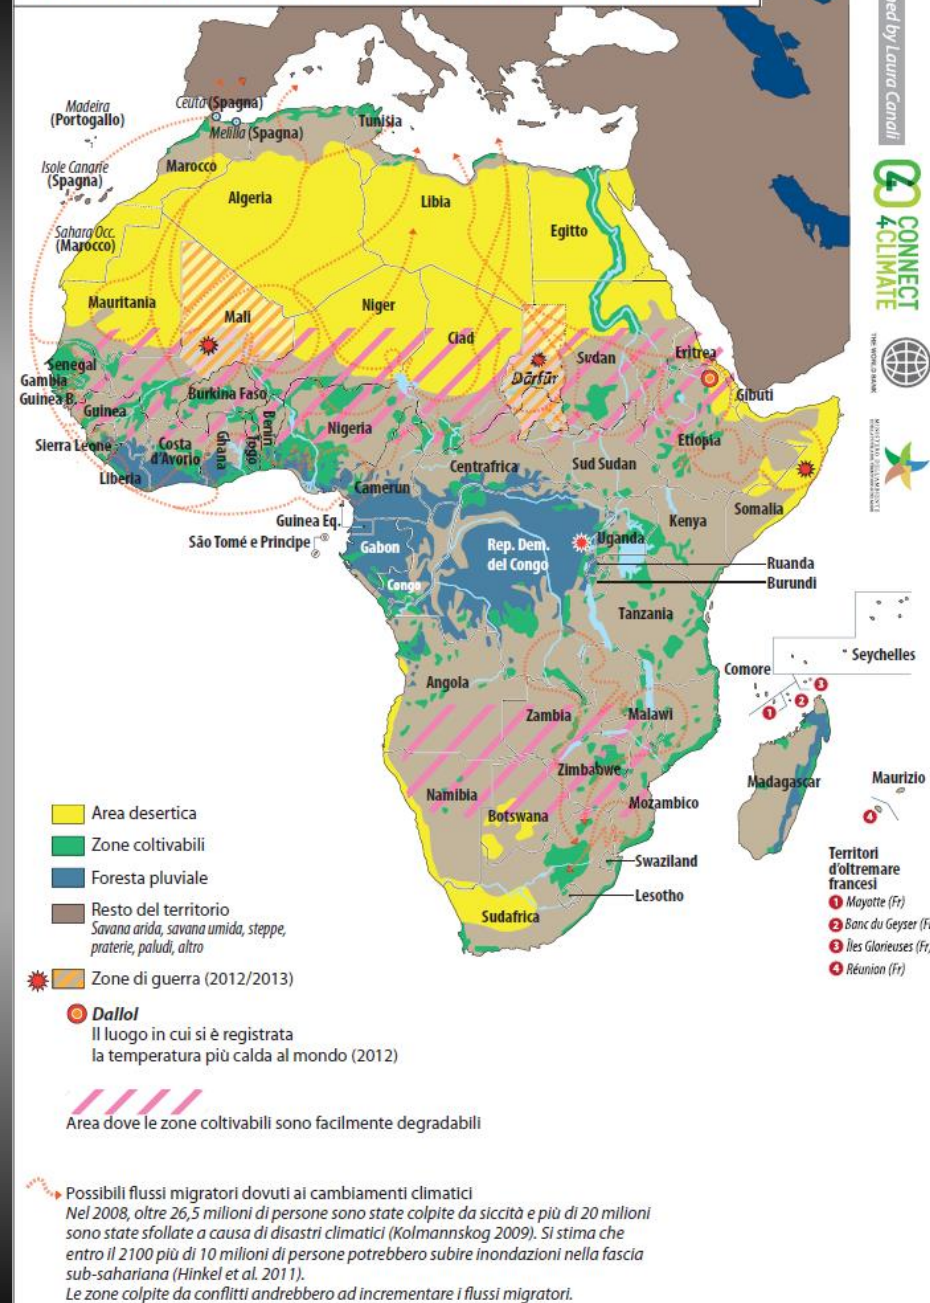 ned by Laura Canali
CONNECT
4CLIMATE
THE WORLD BANK
Madeira
(Portogallo)
Ceuta (Spagna)
Melilla (Spagna)
Tunisia
Isole Canarie
(Spagna)
Marocco
Algeria
Libia
Egitto
Sahara Occ.
(Marocco)
Mauritania
Mali
Niger
Ciad
Sudan
Eritrea
Dārfūr
Gibuti
Senegal
Gambia
Guinea B.
Guinea
Burkina Faso
Benin
Togo
Ghana
Nigeria
Etiopia
Sierra Leone
Costa
d'Avorio
Liberia
Centrafrica
Sud Sudan
Camerun
Somalia
Kenya
Guinea Eq.
São Tomé e Principe
Gabon
Congo
Rep. Dem.
del Congo
Uganda
Ruanda
Burundi
Tanzania
Seychelles
Comore
1
2
3
Angola
Zambia
Malawi
Zimbabwe
Mozambico
Madagascar
Maurizio
4
Namibia
Botswana
Swaziland
Lesotho
Sudafrica
Territori
d'oltremare
francesi
1 Mayotte (Fr)
2 Banc du Geyser (F
3 Îles Glorieuses (Fr)
4 Réunion (Fr)
Area desertica
Zone coltivabili
Foresta pluviale
Resto del territorio
Savana arida, savana umida, steppe,
praterie, paludi, altro
Zone di guerra (2012/2013)
Dallol
Il luogo in cui si è registrata
la temperatura più calda al mondo (2012)
Area dove le zone coltivabili sono facilmente degradabili
Possibili flussi migratori dovuti ai cambiamenti climatici
Nel 2008, oltre 26,5 milioni di persone sono state colpite da siccità e più di 20 milioni
sono state sfollate a causa di disastri climatici (Kolmannskog 2009). Si stima che
entro il 2100 più di 10 milioni di persone potrebbero subire inondazioni nella fascia
sub-sahariana (Hinkel et al. 2011).
Le zone colpite da conflitti andrebbero ad incrementare i flussi migratori.